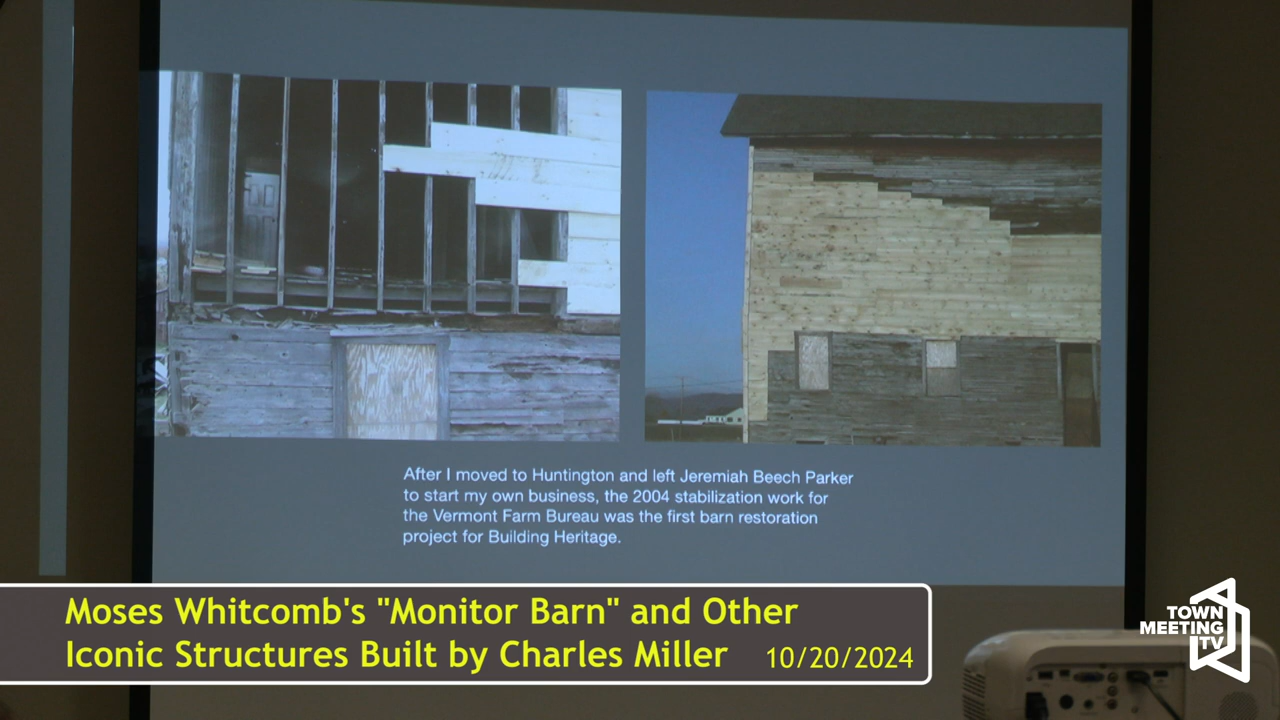 After I moved to Huntington and left Jeremiah Beech Parker
to start my own business, the 2004 stabilization work for
the Vermont Farm Bureau was the first barn restoration
project for Building Heritage.
Moses Whitcomb's "Monitor Barn" and Other
Iconic Structures Built by Charles Miller 10/20/2024
TOWN
MEETING
TV